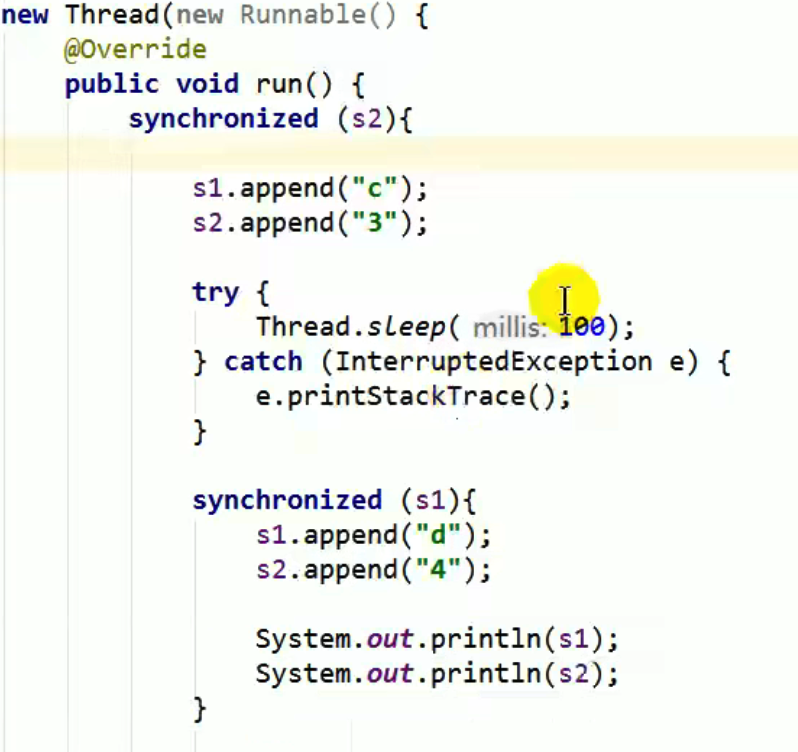 new Thread(new Runnable() {
@Override
public void run() {
synchronized (s2){
s1.append("c");
s2.append("3");
try {
Thread.sleep( millis: 100);
} catch (InterruptedException e) {
e.printStackTrace();
}
synchronized (s1){
s1.append("d");
s2.append("4");
System.out.println(s1);
System.out.println(s2);
}